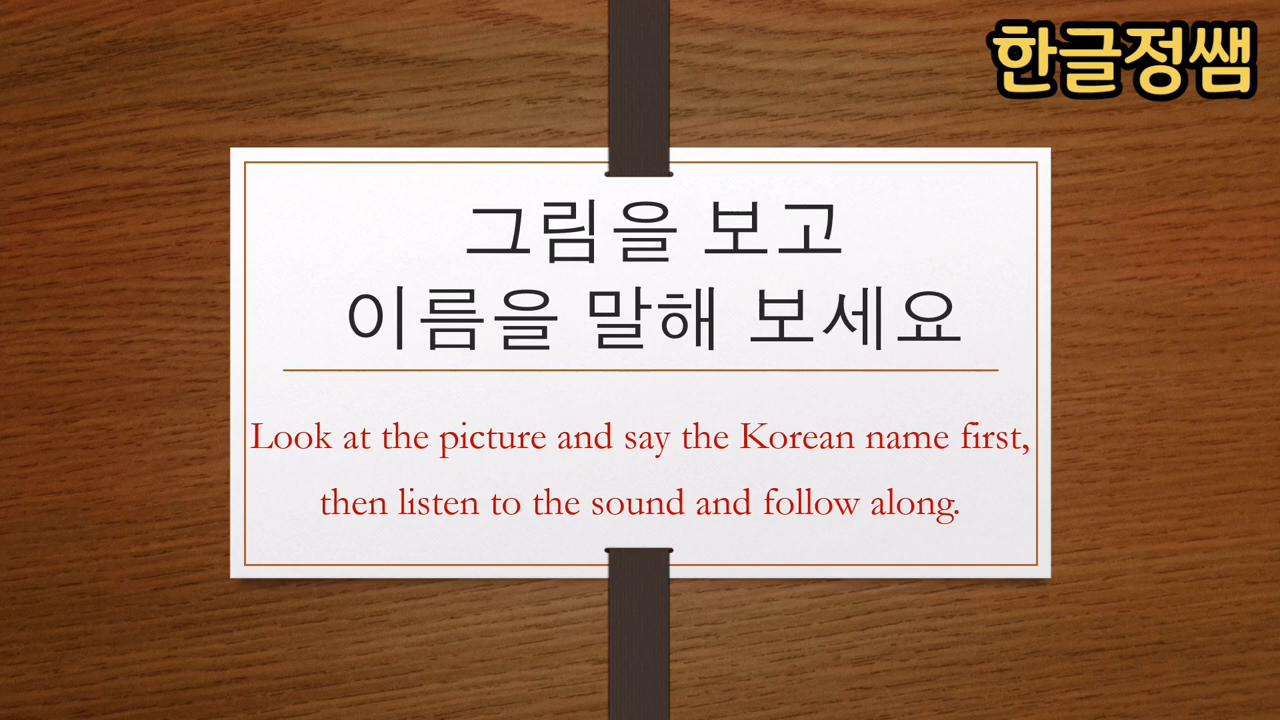 한글정쌤
그림을 보고
이름을 말해 보세요
Look at the picture and say the Korean name first,
then listen to the sound and follow along.